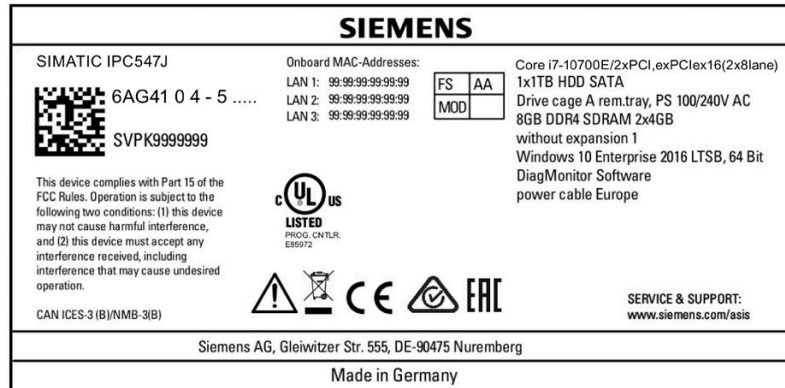 SIEMENS
SIMATIC IPC547J
6AG41 0 4 - 5 .....
SVPK9999999
Onboard MAC-Addresses:
LAN 1: 99:99:99:99:99:99
LAN 2: 99:99:99:99:99:99
LAN 3: 99:99:99:99:99:99
FS AA
MOD
Core i7-10700E/2xPCI,exPCIex16(2x8lane)
1x1TB HDD SATA
Drive cage A rem.tray, PS 100/240V AC
8GB DDR4 SDRAM 2x4GB
without expansion 1
Windows 10 Enterprise 2016 LTSB, 64 Bit
DiagMonitor Software
power cable Europe
This device complies with Part 15 of the
FCC Rules. Operation is subject to the
following two conditions: (1) this device
may not cause harmful interference,
and (2) this device must accept any
interference received, including
interference that may cause undesired
operation.
CAN ICES-3 (B)/NMB-3(B)
C UL US
LISTED
PROG. CNTLR.
E85972
CE
EAC
SERVICE & SUPPORT:
www.siemens.com/asis
Siemens AG, Gleiwitzer Str. 555, DE-90475 Nuremberg
Made in Germany